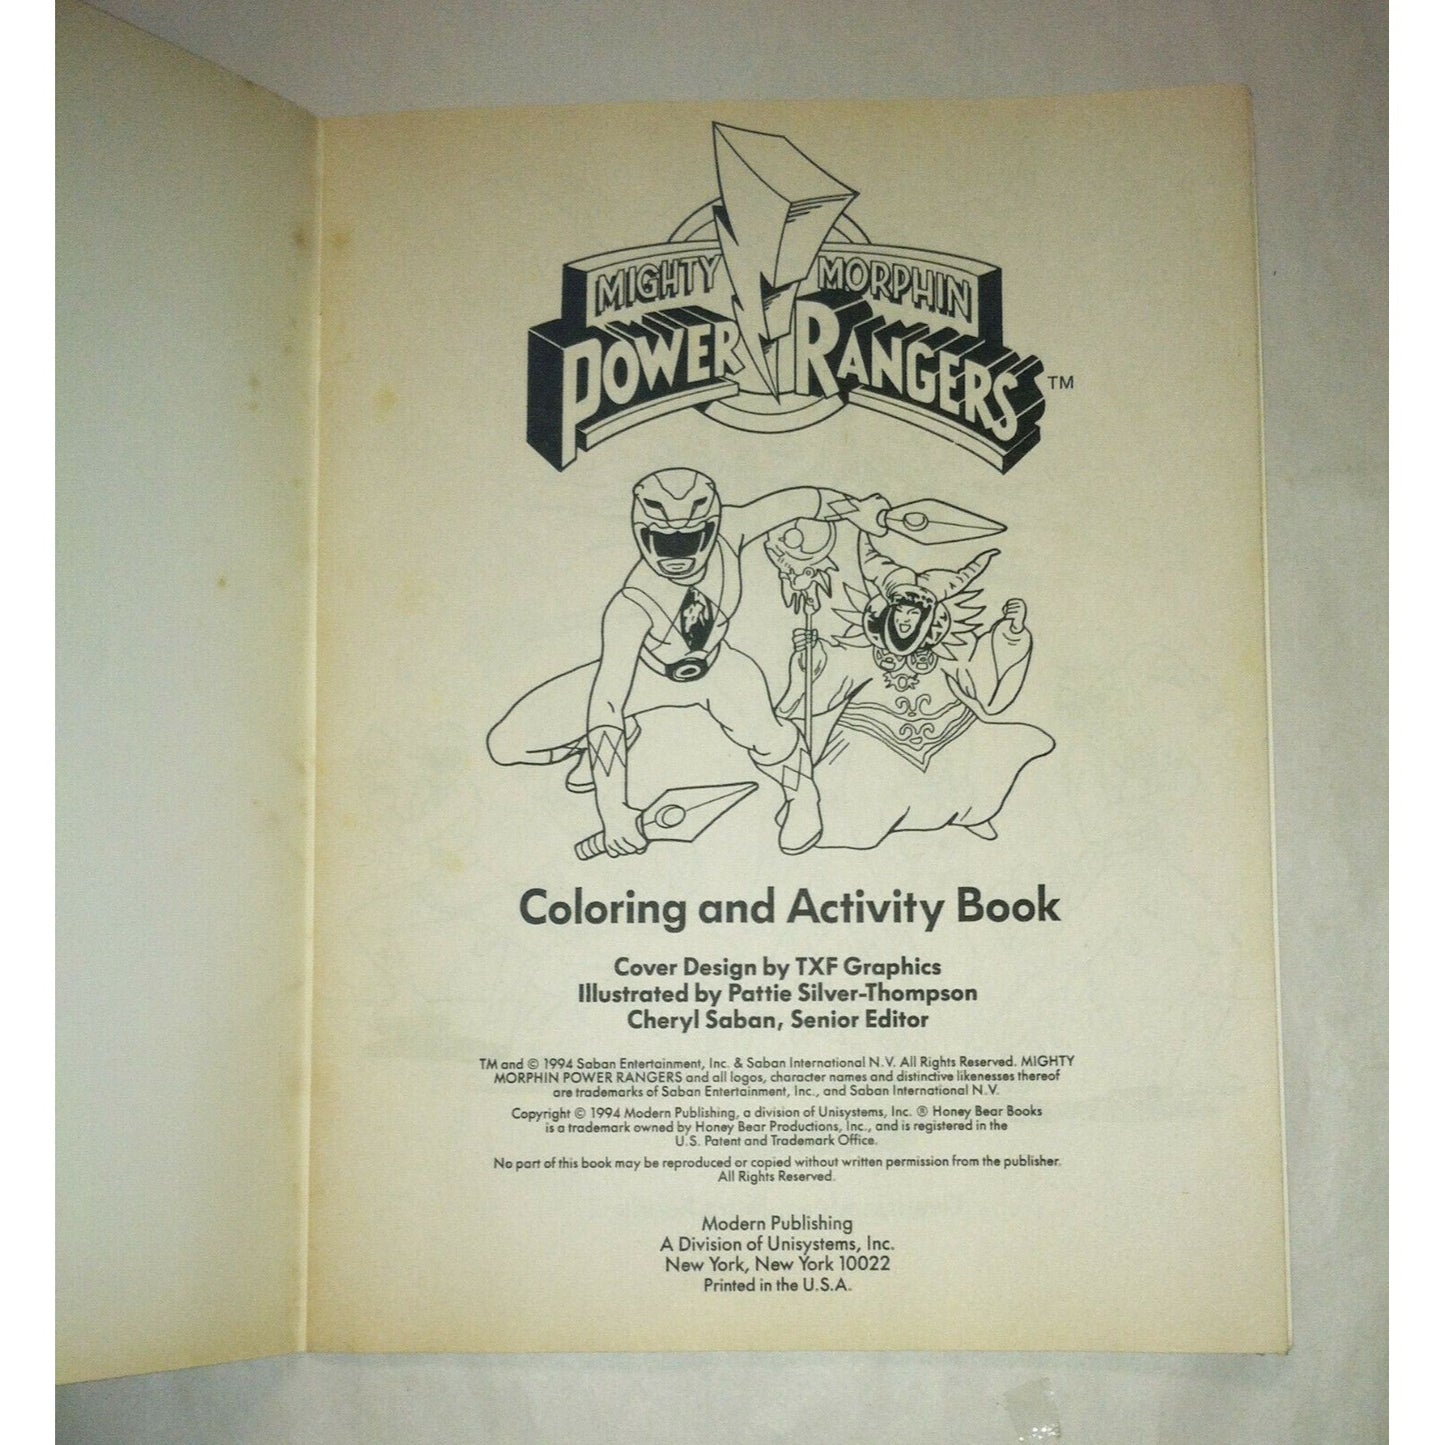 MIGHTY MORPHIN
POWER RANGERS TM
Coloring and Activity Book
Cover Design by TXF Graphics
Illustrated by Pattie Silver-Thompson
Cheryl Saban, Senior Editor
TM and © 1994 Saban Entertainment, Inc. & Saban International N.V. All Rights Reserved. MIGHTY
MORPHIN POWER RANGERS and all logos, character names and distinctive likenesses thereof
are trademarks of Saban Entertainment, Inc., and Saban International N.V.
Copyright © 1994 Modern Publishing, a division of Unisystems, Inc. ® Honey Bear Books
is a trademark owned by Honey Bear Productions, Inc., and is registered in the
U.S. Patent and Trademark Office.
No part of this book may be reproduced or copied without written permission from the publisher.
All Rights Reserved.
Modern Publishing
A Division of Unisystems, Inc.
New York, New York 10022
Printed in the U.S.A.